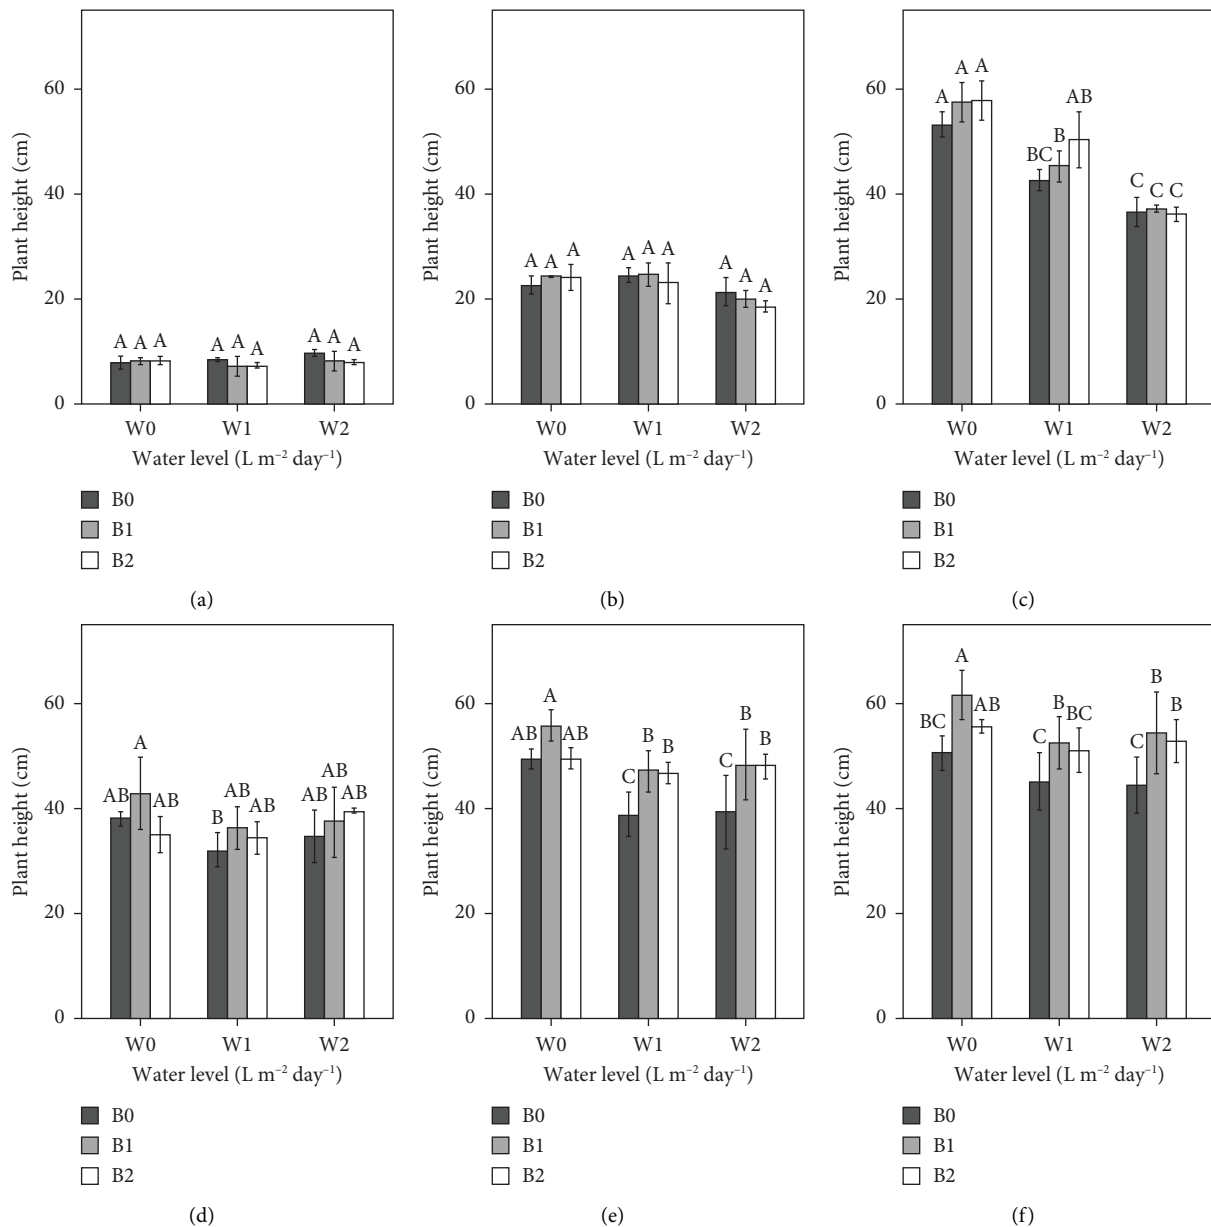 Plant height (cm)
60
40
20
0
A A A A A A A A A
W0 W1 W2
Water level (L m⁻² day⁻¹)
B0
B1
B2
(a)
Plant height (cm)
60
40
20
0
A A A A A A A A A
W0 W1 W2
Water level (L m⁻² day⁻¹)
B0
B1
B2
(b)
Plant height (cm)
60
40
20
0
A A A BC B AB C C C
W0 W1 W2
Water level (L m⁻² day⁻¹)
B0
B1
B2
(c)
Plant height (cm)
60
40
20
0
AB A AB B AB AB AB AB AB
W0 W1 W2
Water level (L m⁻² day⁻¹)
B0
B1
B2
(d)
Plant height (cm)
60
40
20
0
AB A AB C B B C B B
W0 W1 W2
Water level (L m⁻² day⁻¹)
B0
B1
B2
(e)
Plant height (cm)
60
40
20
0
BC A AB C B BC C B B
W0 W1 W2
Water level (L m⁻² day⁻¹)
B0
B1
B2
(f)